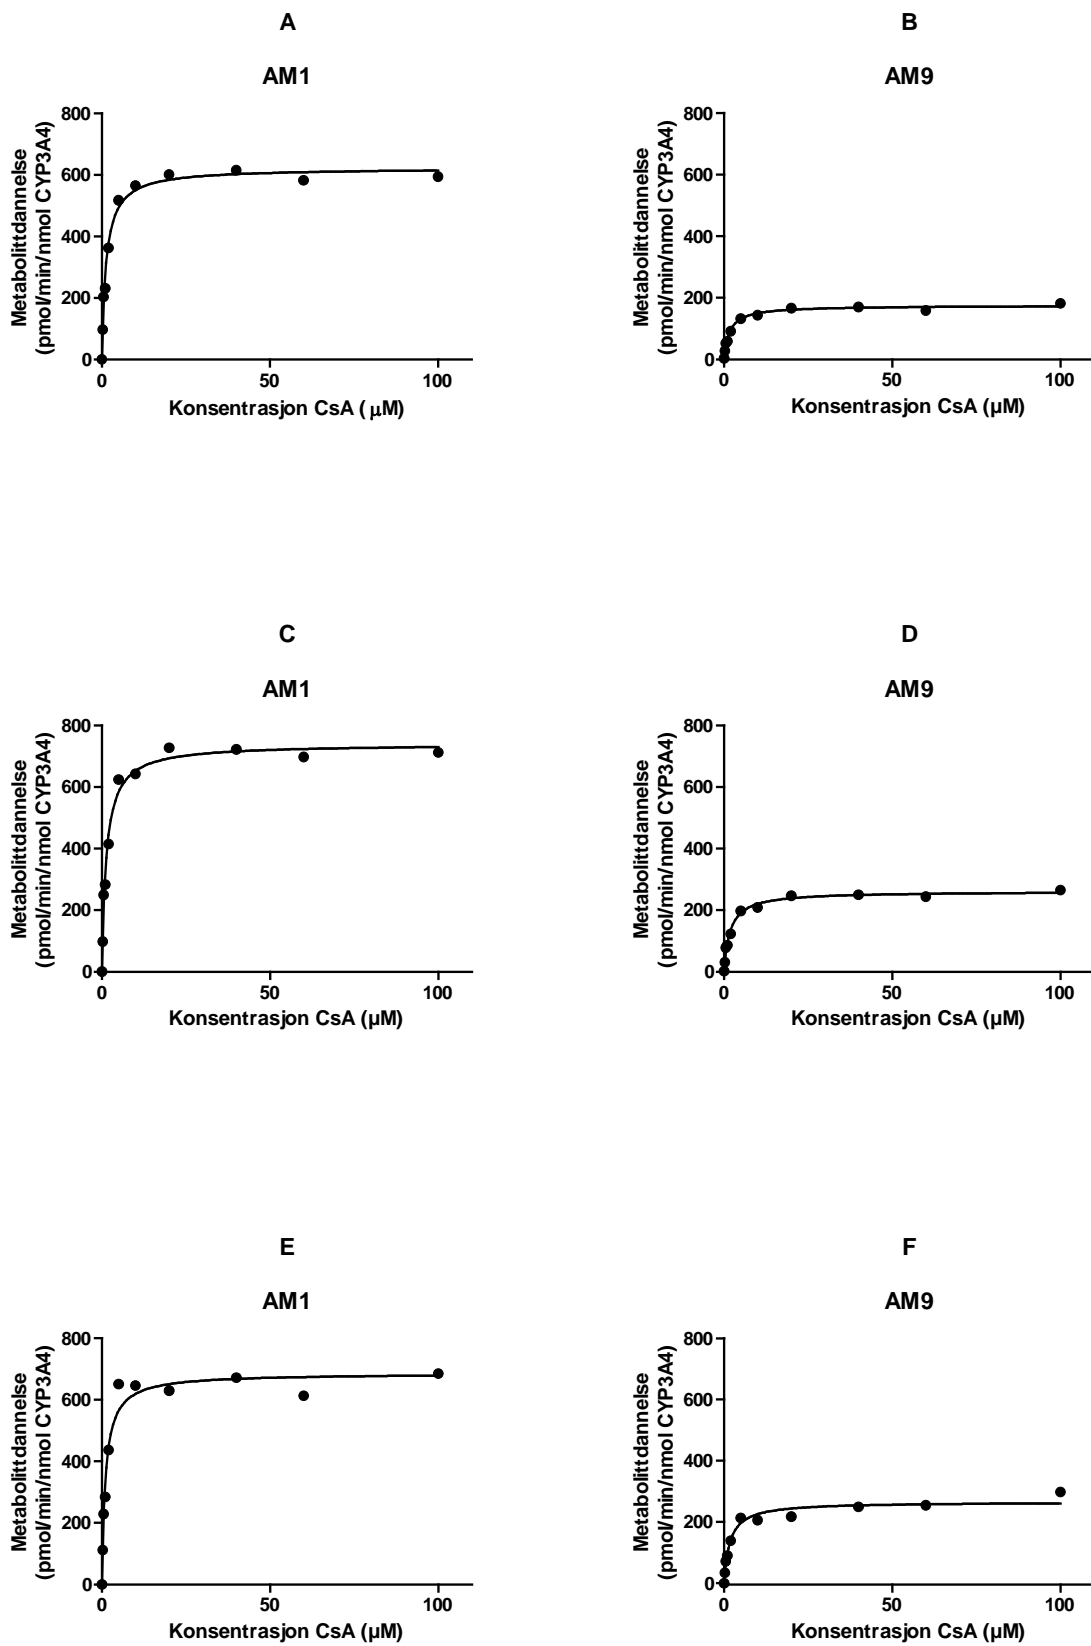 A
AM1
Metabolittdannelse
(pmol/min/nmol CYP3A4)
800
600
400
200
0
0 50 100
Konsentrasjon CsA ( μM)
B
AM9
Metabolittdannelse
(pmol/min/nmol CYP3A4)
800
600
400
200
0
0 50 100
Konsentrasjon CsA (µM)
C
AM1
Metabolittdannelse
(pmol/min/nmol CYP3A4)
800
600
400
200
0
0 50 100
Konsentrasjon CsA (µM)
D
AM9
Metabolittdannelse
(pmol/min/nmol CYP3A4)
800
600
400
200
0
0 50 100
Konsentrasjon CsA (µM)
E
AM1
Metabolittdannelse
(pmol/min/nmol CYP3A4)
800
600
400
200
0
0 50 100
Konsentrasjon CsA (µM)
F
AM9
Metabolittdannelse
(pmol/min/nmol CYP3A4)
800
600
400
200
0
0 50 100
Konsentrasjon CsA (µM)